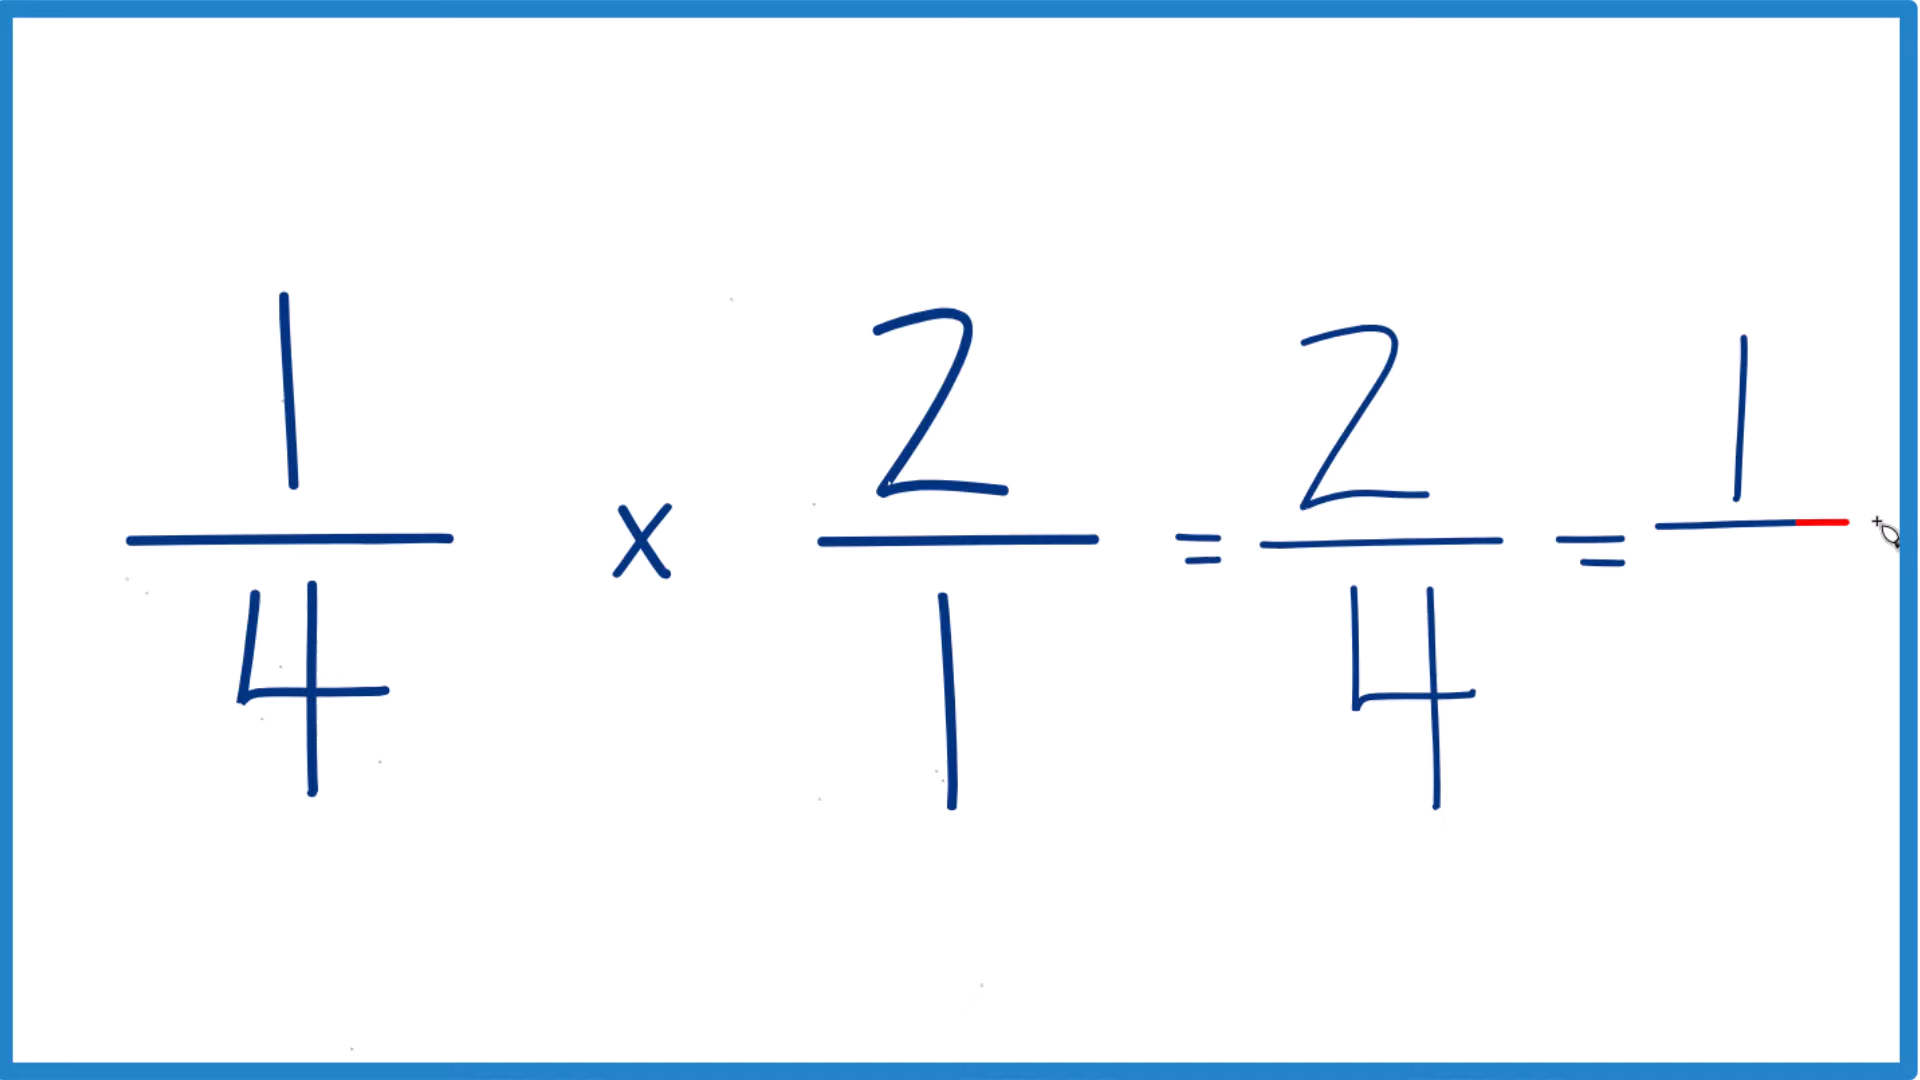 1/4 x 2/1 = 2/4 = 1/